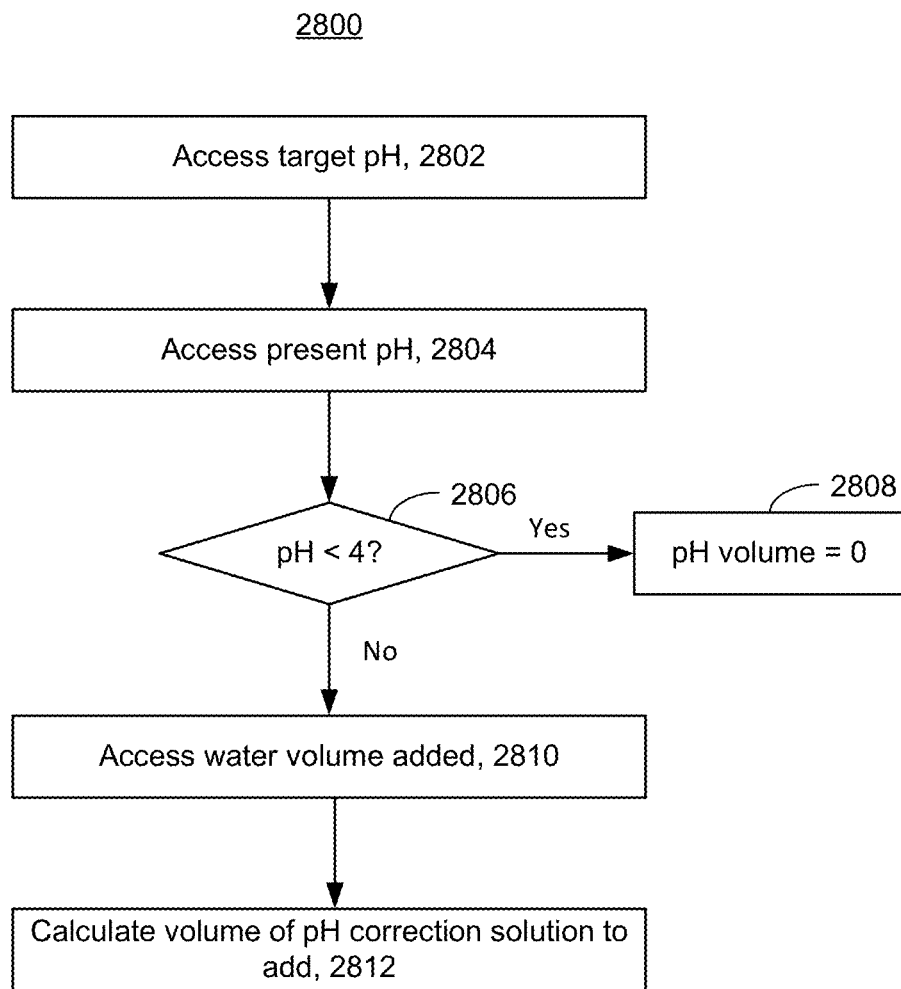 2800
Access target pH, 2802
Access present pH, 2804
2806
2808
pH < 4?
Yes
pH volume = 0
No
Access water volume added, 2810
Calculate volume of pH correction solution to
add, 2812